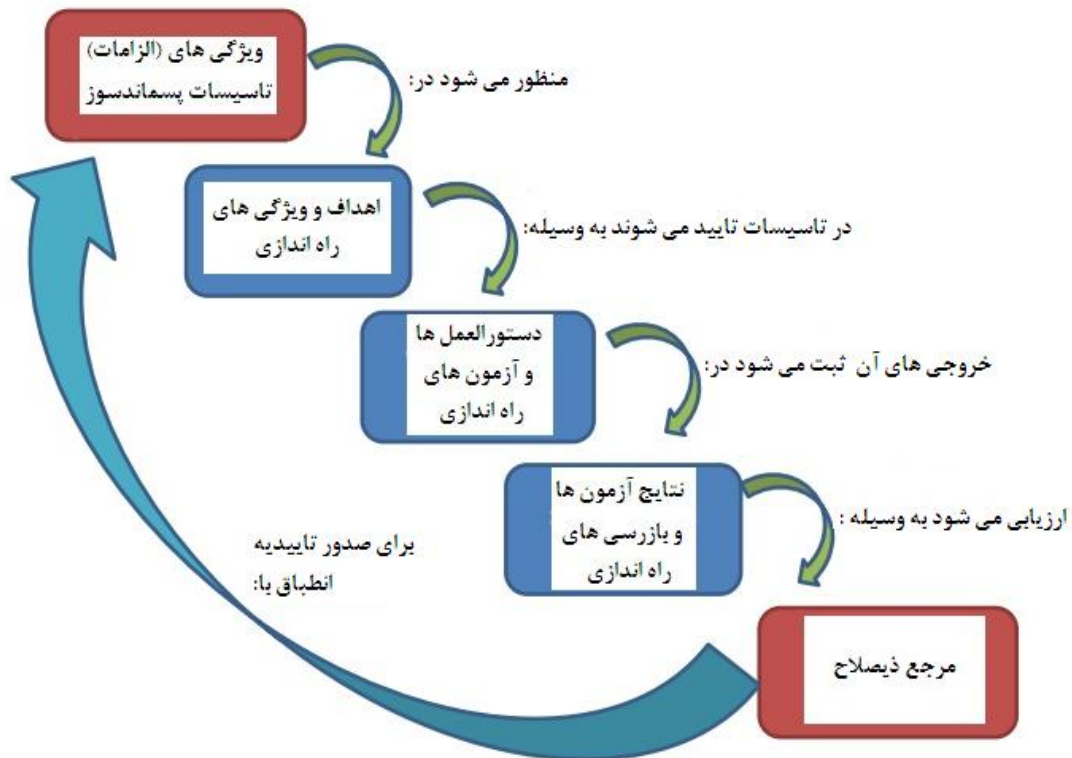 ویژگی های (الزامات)
تاسیسات پسماندسوز
منظور می شود در:
اهداف و ویژگی های
راه اندازی
در تاسیسات تایید می شوند به وسیله:
دستورالعمل ها
و آزمون های
راه اندازی
خروجی های آن ثبت می شود در:
نتایج آزمون ها
و بازرسی های
راه اندازی
ارزیابی می شود به وسیله :
مرجع ذیصلاح
برای صدور تاییدیه
انطباق با: